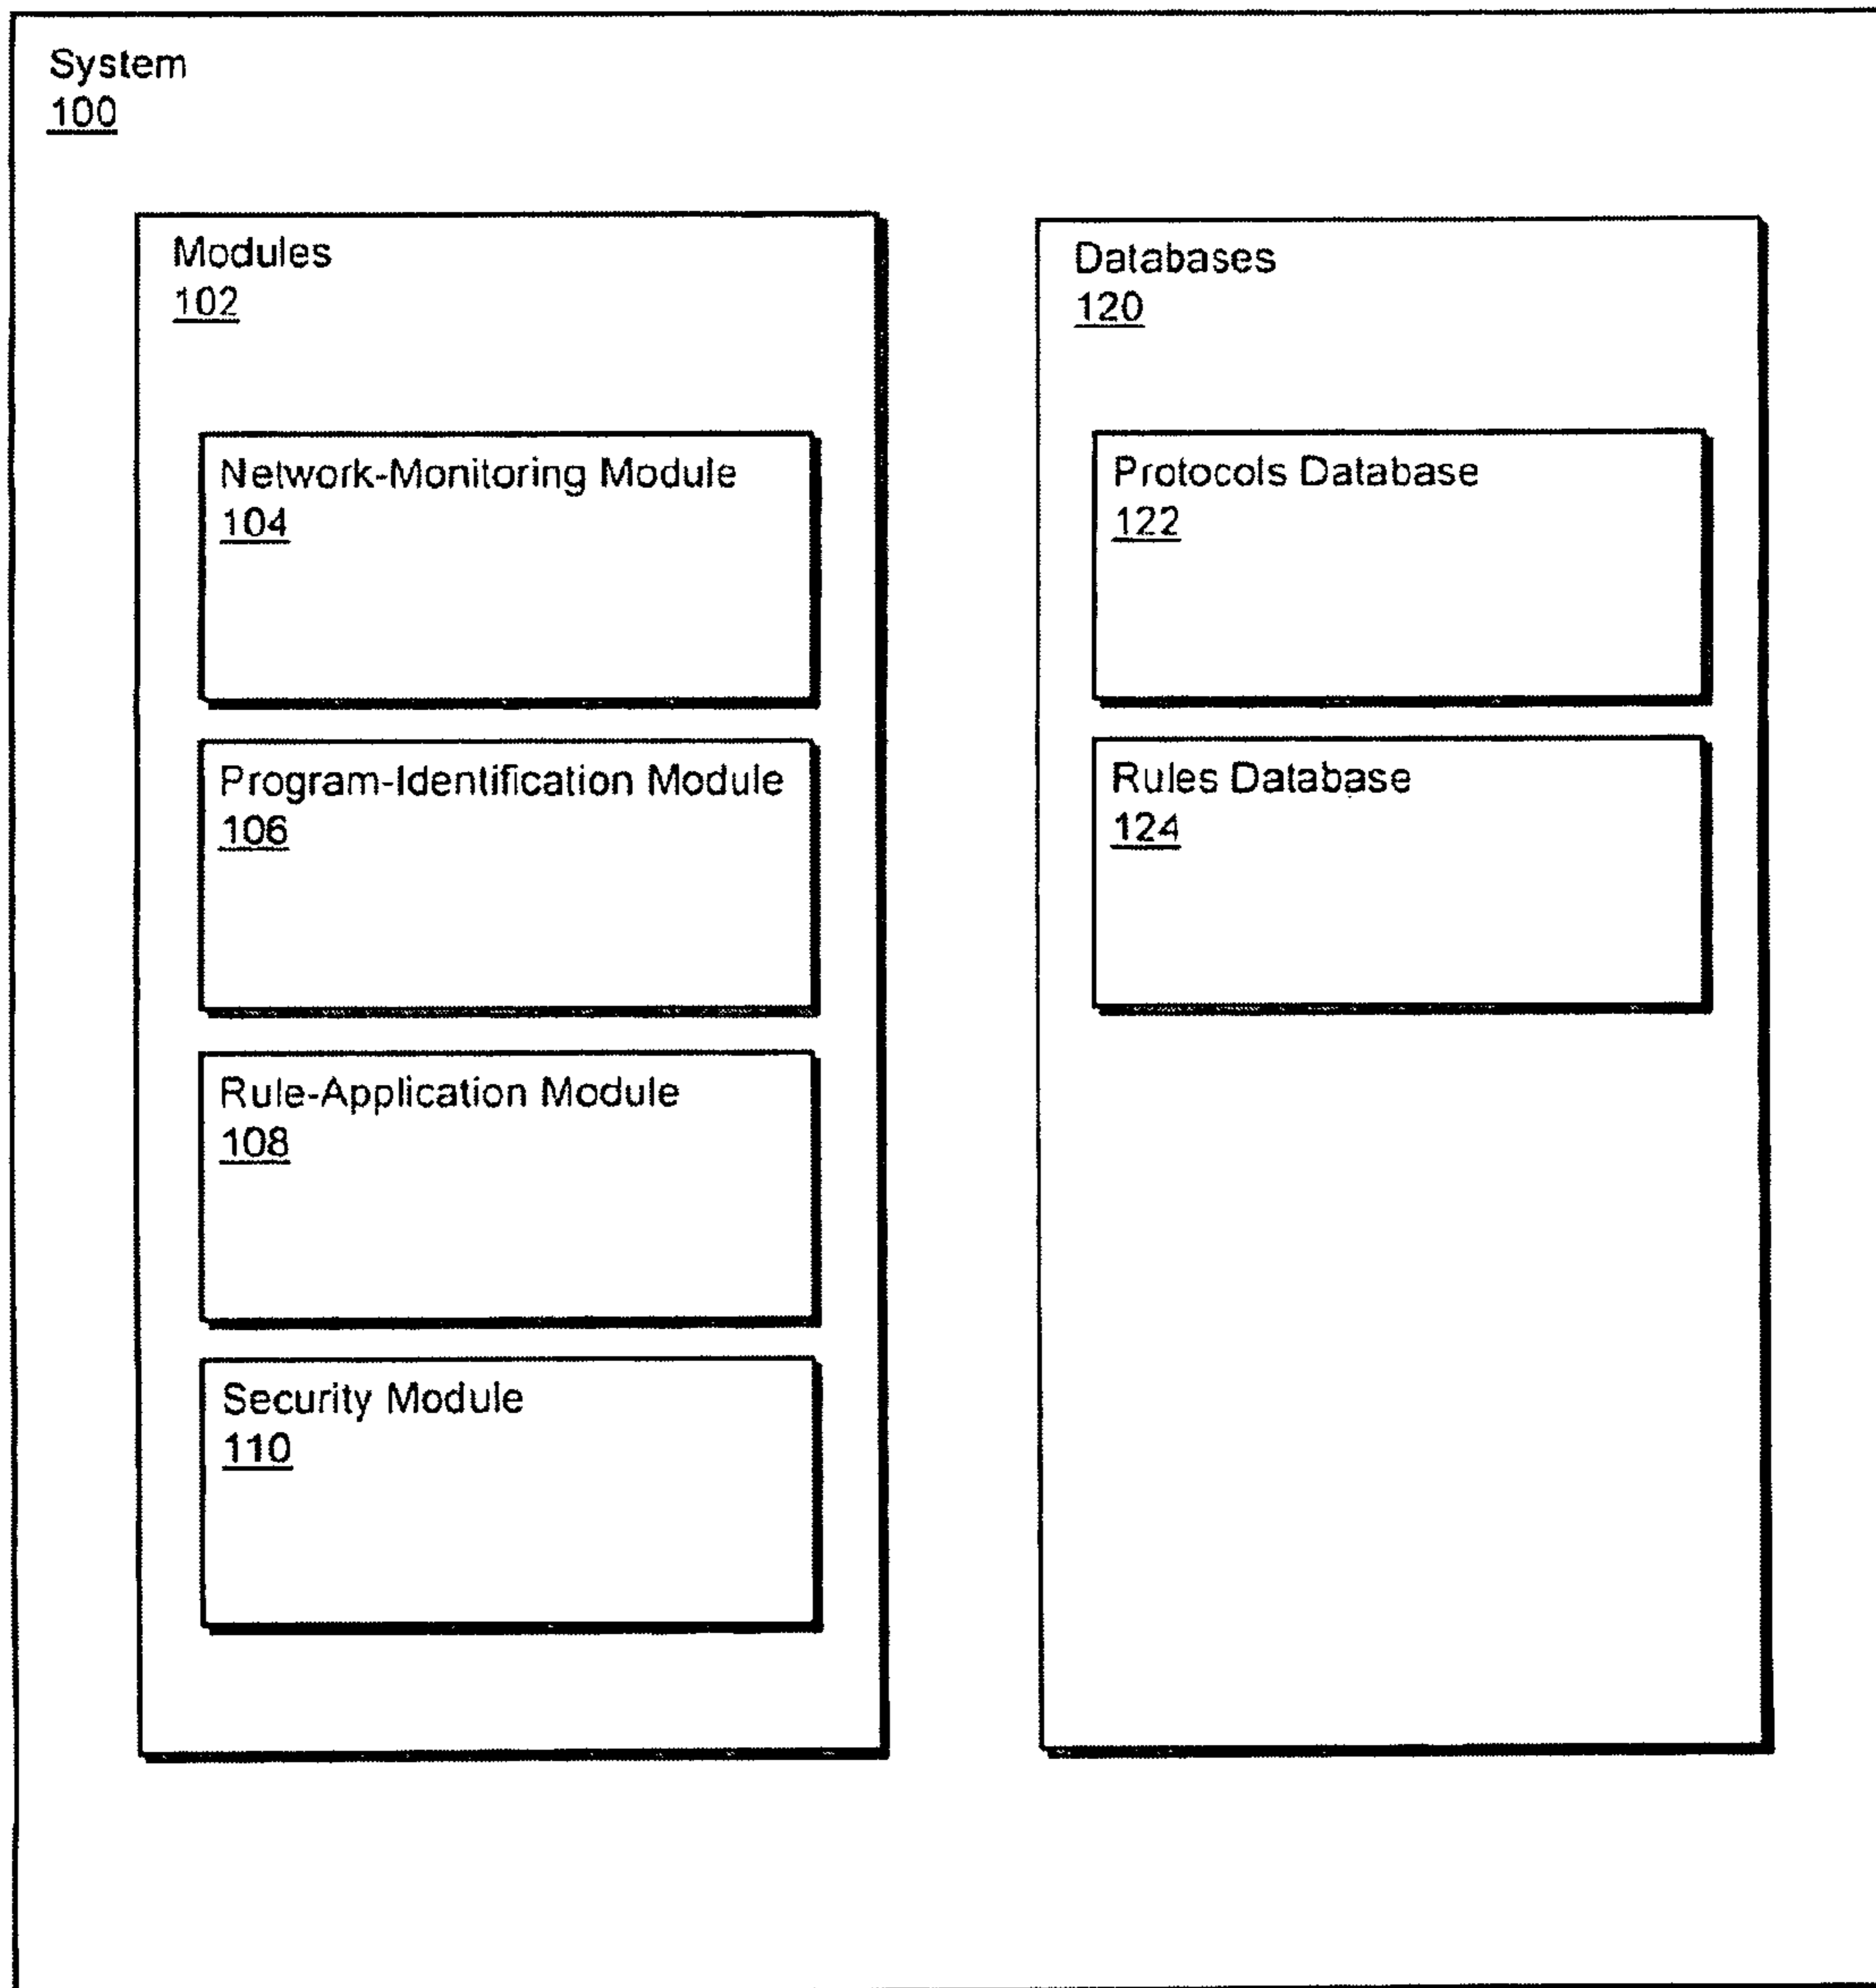 System
100
Modules
102
Network-Monitoring Module
104
Program-Identification Module
106
Rule-Application Module
108
Security Module
110
Databases
120
Protocols Database
122
Rules Database
124